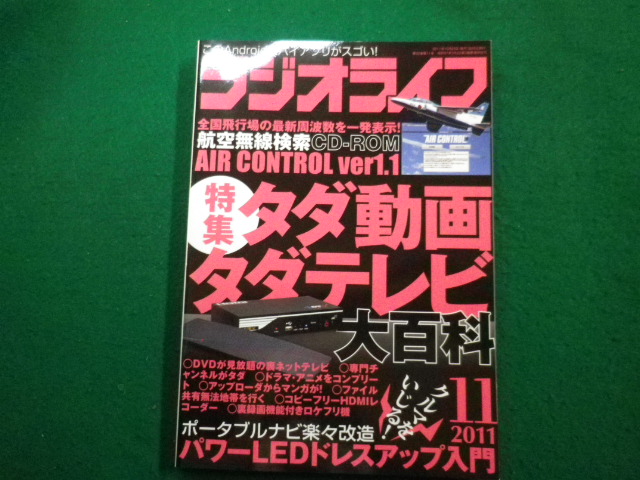 Androidスパイアプリがスゴい!
ラジオライフ
全国飛行場の最新周波数を一発表示!
航空無線検索CD-ROM
AIR CONTROL ver1.1
AIR CONTROL
特集
タダ動画
タダテレビ
大百科
○DVDが見放題の裏ネットテレビ ○専門チ
ャンネルがタダ ○ドラマ・アニメをコンプリー
ト ○アップローダからマンガが! ○ファイル
共有無法地帯を行く ○コピーフリーHDMIレ
コーダー ○裏録画機能付きロケフリ機
クルマを
いじる!
11
2011
ポータブルナビ楽々改造
パワーLEDドレスアップ入門